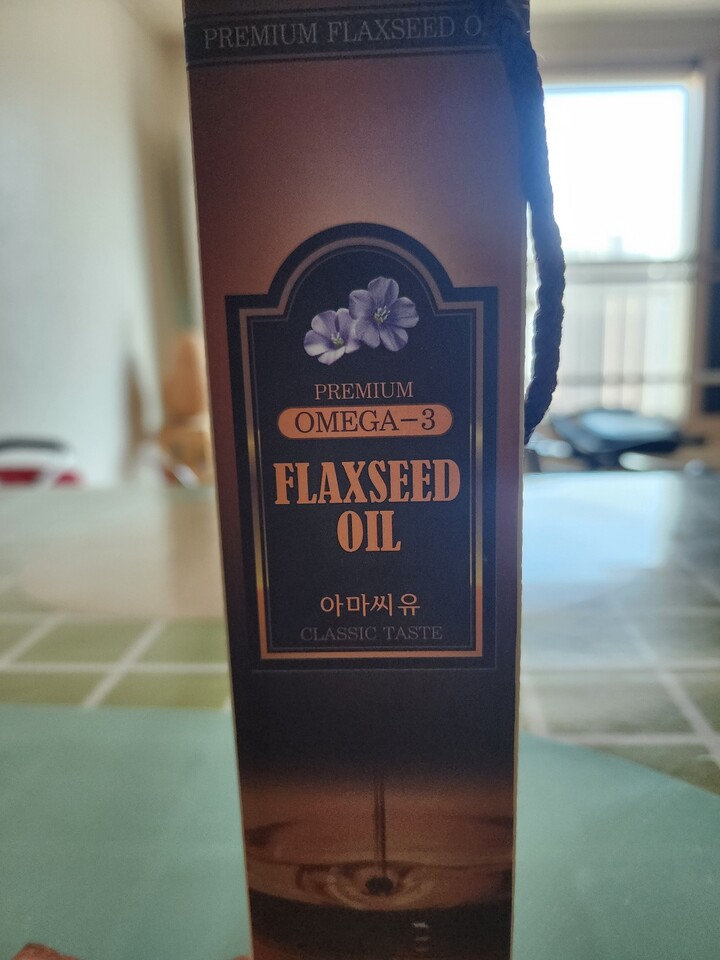 PREMIUM FLAXSEED O
PREMIUM
OMEGA-3
FLAXSEED
OIL
아마씨유
CLASSIC TASTE